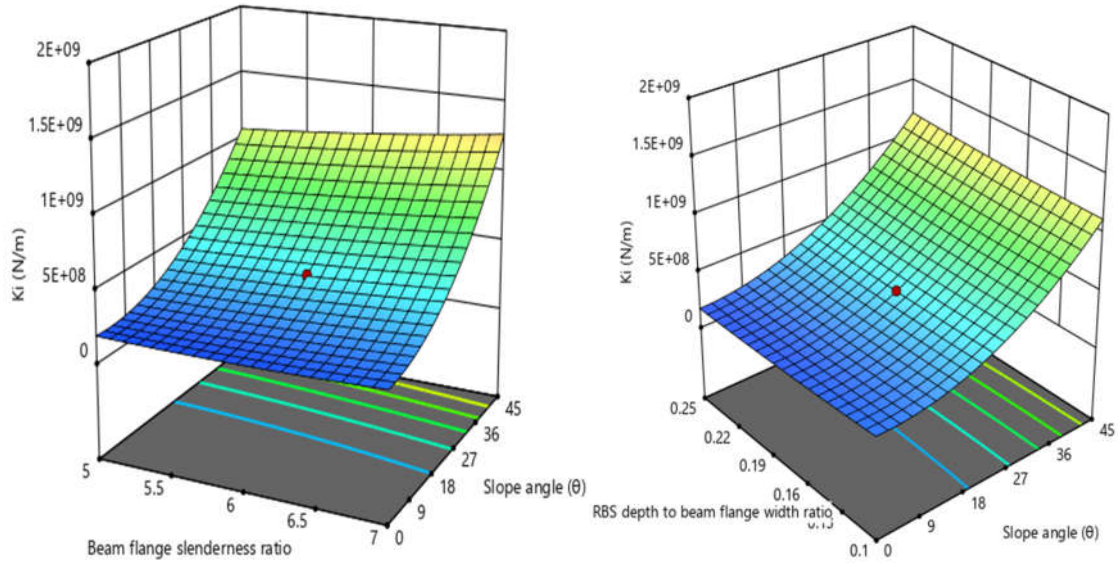 2E+09
1.5E+09
1E+09
5E+08
0
Ki (N/m)
5
5.5
6
6.5
7
0
9
18
27
36
45
Slope angle (θ)
Beam flange slenderness ratio
2E+09
1.5E+09
1E+09
5E+08
0
Ki (N/m)
0.25
0.22
0.19
0.16
0.1
0
9
18
27
36
45
RBS depth to beam flange width ratio
Slope angle (θ)